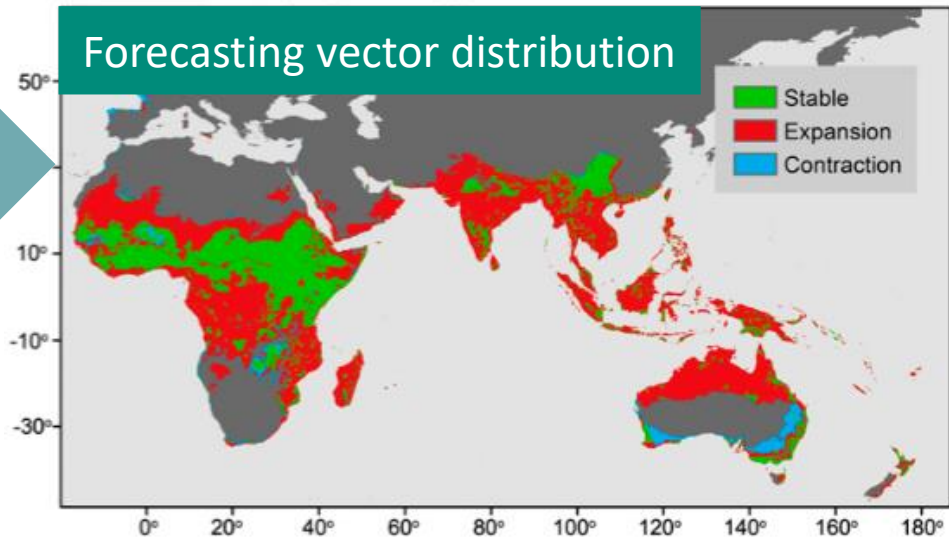 Forecasting vector distribution
50°
Stable
Expansion
Contraction
10°
-10°
-30°
0° 20° 40° 60° 80° 100° 120° 140° 160° 180°